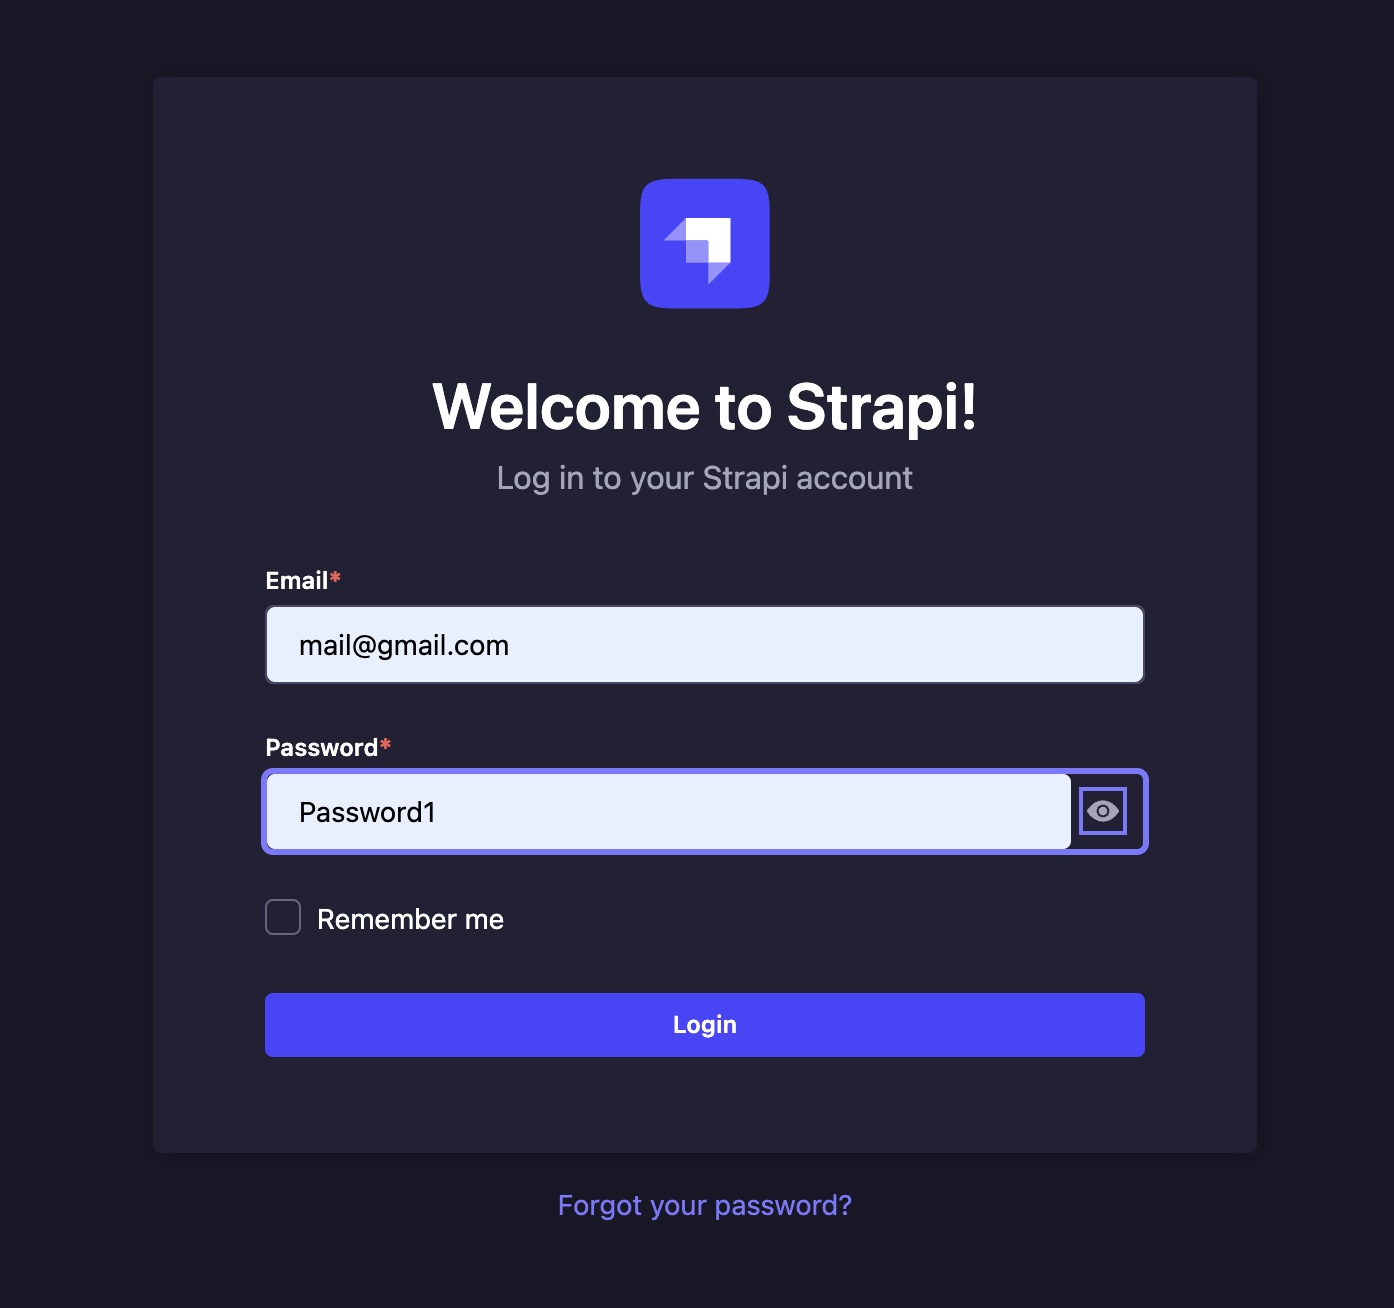 Welcome to Strapi!
Log in to your Strapi account
Email*
mail@gmail.com
Password*
Password1
Remember me
Login
Forgot your password?